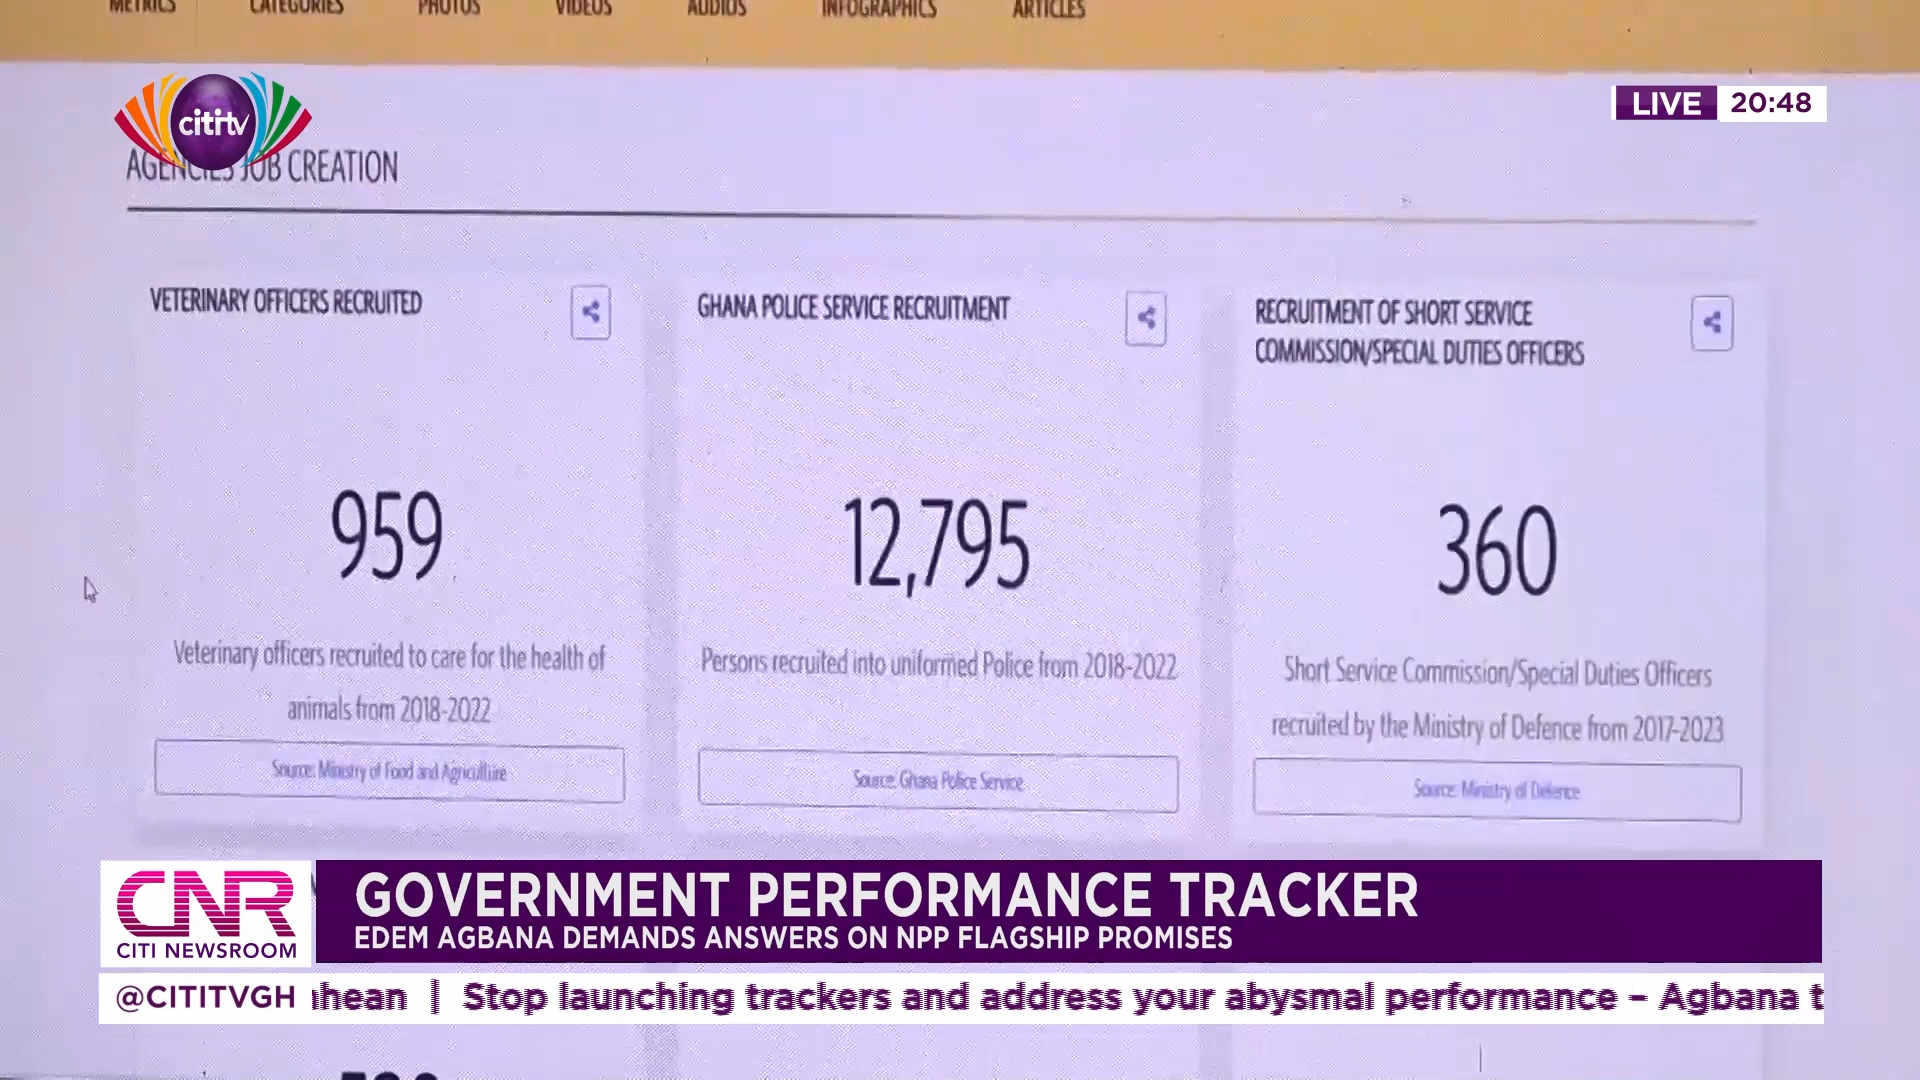 METRICS CATEGORIES PHOTOS VIDEOS AUDIOS INFOGRAPHICS ARTICLES
citi tv
LIVE 20:48
AGENCIES JOB CREATION
VETERINARY OFFICERS RECRUITED
959
Veterinary officers recruited to care for the health of
animals from 2018-2022
Source: Ministry of Food and Agriculture
GHANA POLICE SERVICE RECRUITMENT
12,795
Persons recruited into uniformed Police from 2018-2022
Source: Ghana Police Service
RECRUITMENT OF SHORT SERVICE
COMMISSION/SPECIAL DUTIES OFFICERS
360
Short Service Commission/Special Duties Officers
recruited by the Ministry of Defence from 2017-2023
Source: Ministry of Defence
CNR
CITI NEWSROOM
GOVERNMENT PERFORMANCE TRACKER
EDEM AGBANA DEMANDS ANSWERS ON NPP FLAGSHIP PROMISES
@CITITVGH hean | Stop launching trackers and address your abysmal performance – Agbana t